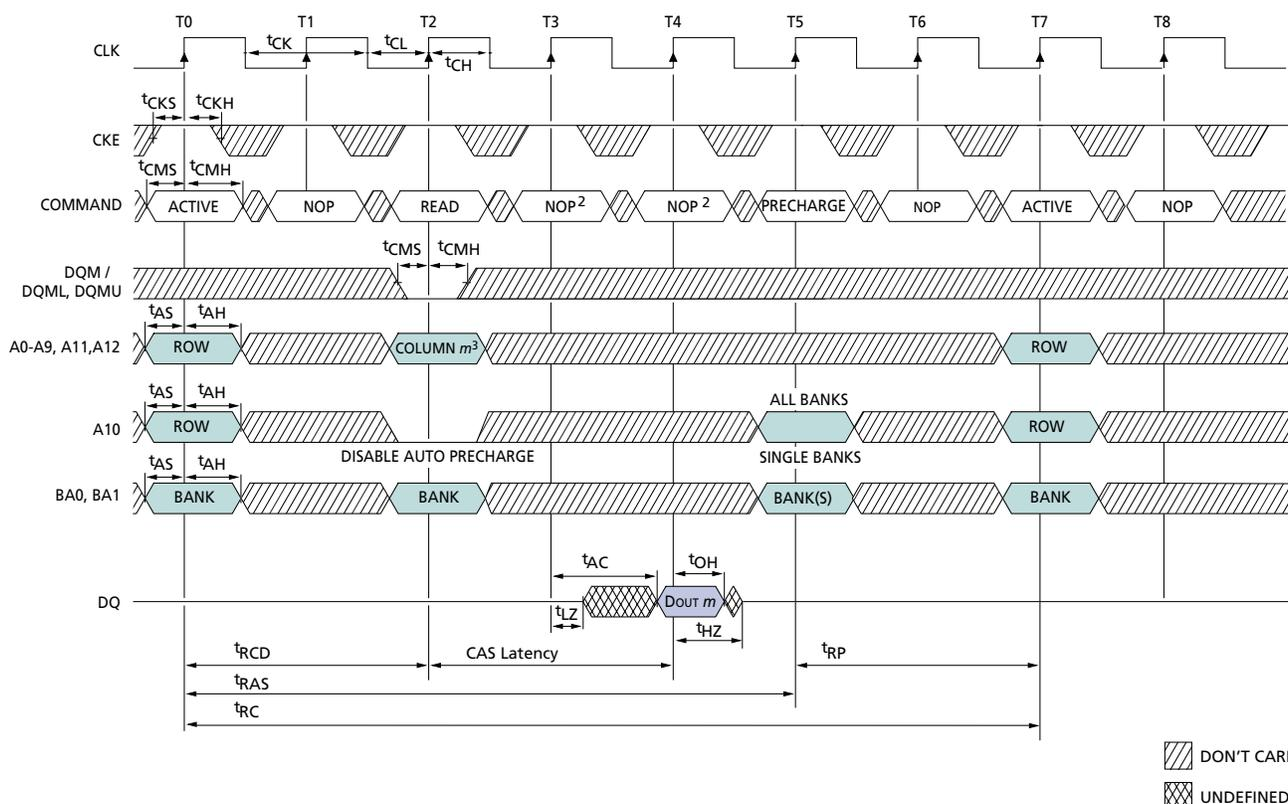 T0 T1 T2 T3 T4 T5 T6 T7 T8
CLK tCK tCL tCH
tCKS tCKH
CKE
tCMS tCMH
COMMAND ACTIVE NOP READ NOP2 NOP 2 PRECHARGE NOP ACTIVE NOP
tCMS tCMH
DQM /
DQML, DQMU
tAS tAH
A0-A9, A11,A12 ROW COLUMN m3 ROW
tAS tAH ALL BANKS
A10 ROW ROW
DISABLE AUTO PRECHARGE SINGLE BANKS
tAS tAH
BA0, BA1 BANK BANK BANK(S) BANK
tAC tOH
DQ DOUT m
tLZ tHZ
tRCD CAS Latency tRP
tRAS
tRC
DON'T CAR
UNDEFINED